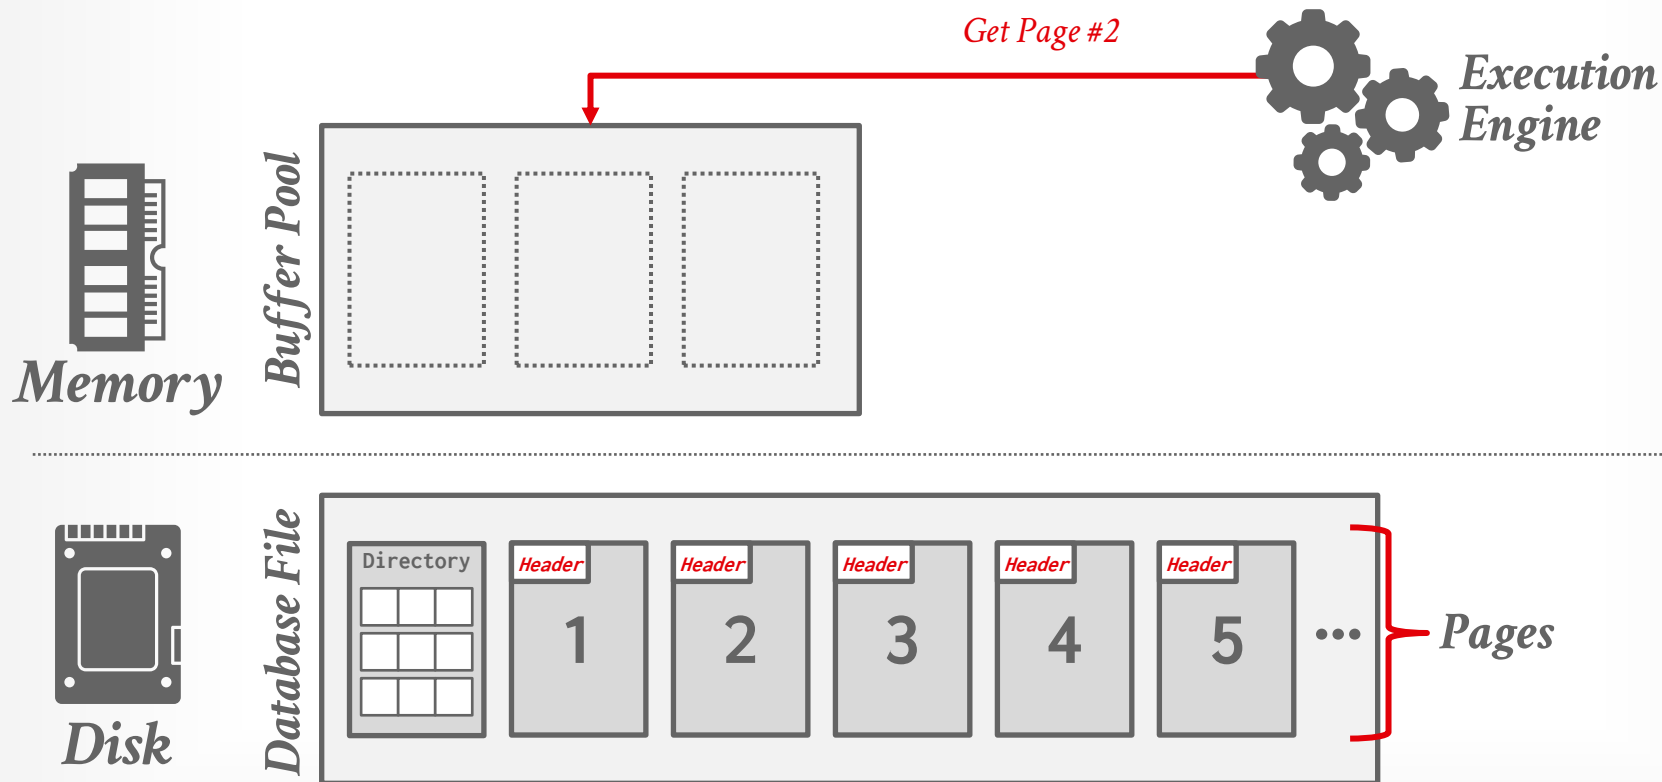 Get Page #2
Execution
Engine
Buffer Pool
Memory
Database File
Directory
Header
1
Header
2
Header
3
Header
4
Header
5
...
Pages
Disk